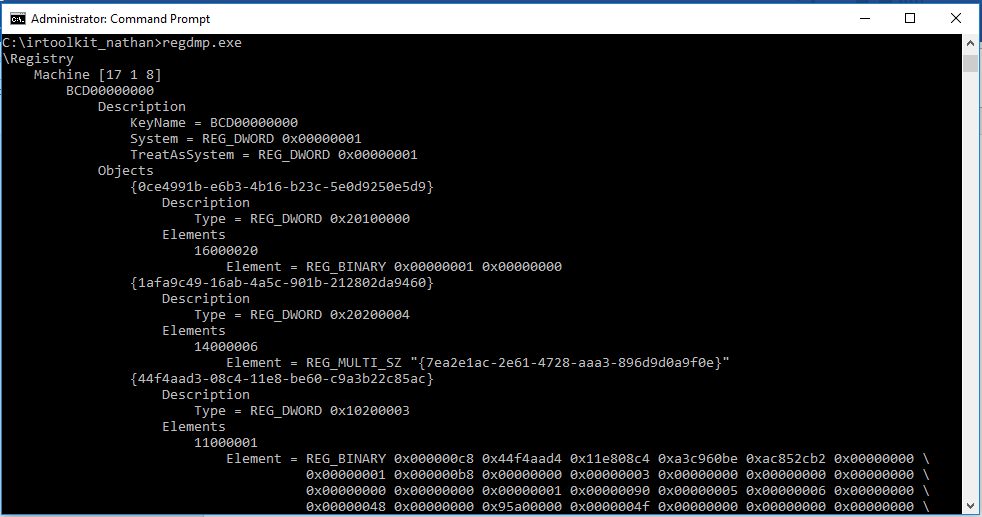 Administrator: Command Prompt
C:\irtoolkit_nathan>regdmp.exe
\Registry
    Machine [17 1 8]
        BCD00000000
            Description
                KeyName = BCD00000000
                System = REG_DWORD 0x00000001
                TreatAsSystem = REG_DWORD 0x00000001
            Objects
                {0ce4991b-e6b3-4b16-b23c-5e0d9250e5d9}
                    Description
                        Type = REG_DWORD 0x20100000
                    Elements
                        16000020
                            Element = REG_BINARY 0x00000001 0x00000000
                {1afa9c49-16ab-4a5c-901b-212802da9460}
                    Description
                        Type = REG_DWORD 0x20200004
                    Elements
                        14000006
                            Element = REG_MULTI_SZ "{7ea2e1ac-2e61-4728-aaa3-896d9d0a9f0e}"
                {44f4aad3-08c4-11e8-be60-c9a3b22c85ac}
                    Description
                        Type = REG_DWORD 0x10200003
                    Elements
                        11000001
                            Element = REG_BINARY 0x000000c8 0x44f4aad4 0x11e808c4 0xa3c960be 0xac852cb2 0x00000000 \
                                      0x00000001 0x000000b8 0x00000000 0x00000003 0x00000000 0x00000000 0x00000000 \
                                      0x00000000 0x00000000 0x00000001 0x00000090 0x00000005 0x00000006 0x00000000 \
                                      0x00000048 0x00000000 0x95a00000 0x0000004f 0x00000000 0x00000000 0x00000000 \